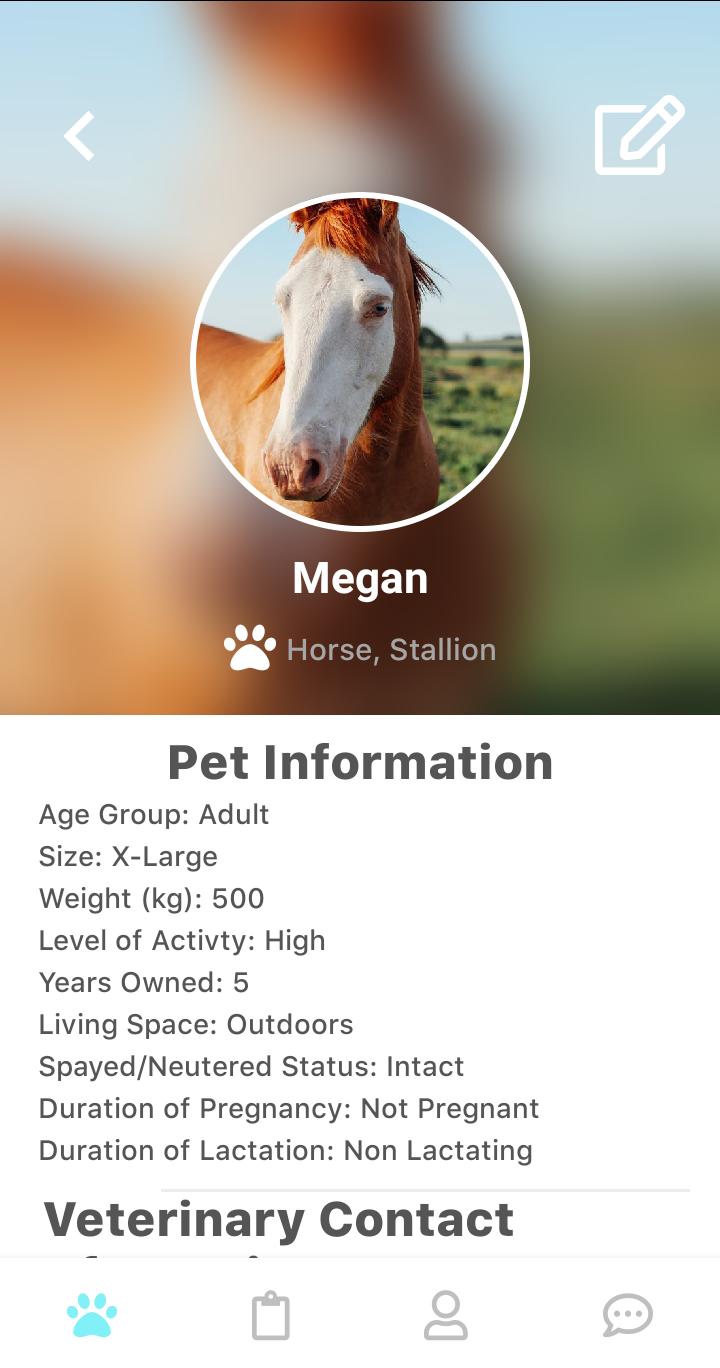 Megan
Horse, Stallion
Pet Information
Age Group: Adult
Size: X-Large
Weight (kg): 500
Level of Activty: High
Years Owned: 5
Living Space: Outdoors
Spayed/Neutered Status: Intact
Duration of Pregnancy: Not Pregnant
Duration of Lactation: Non Lactating
Veterinary Contact